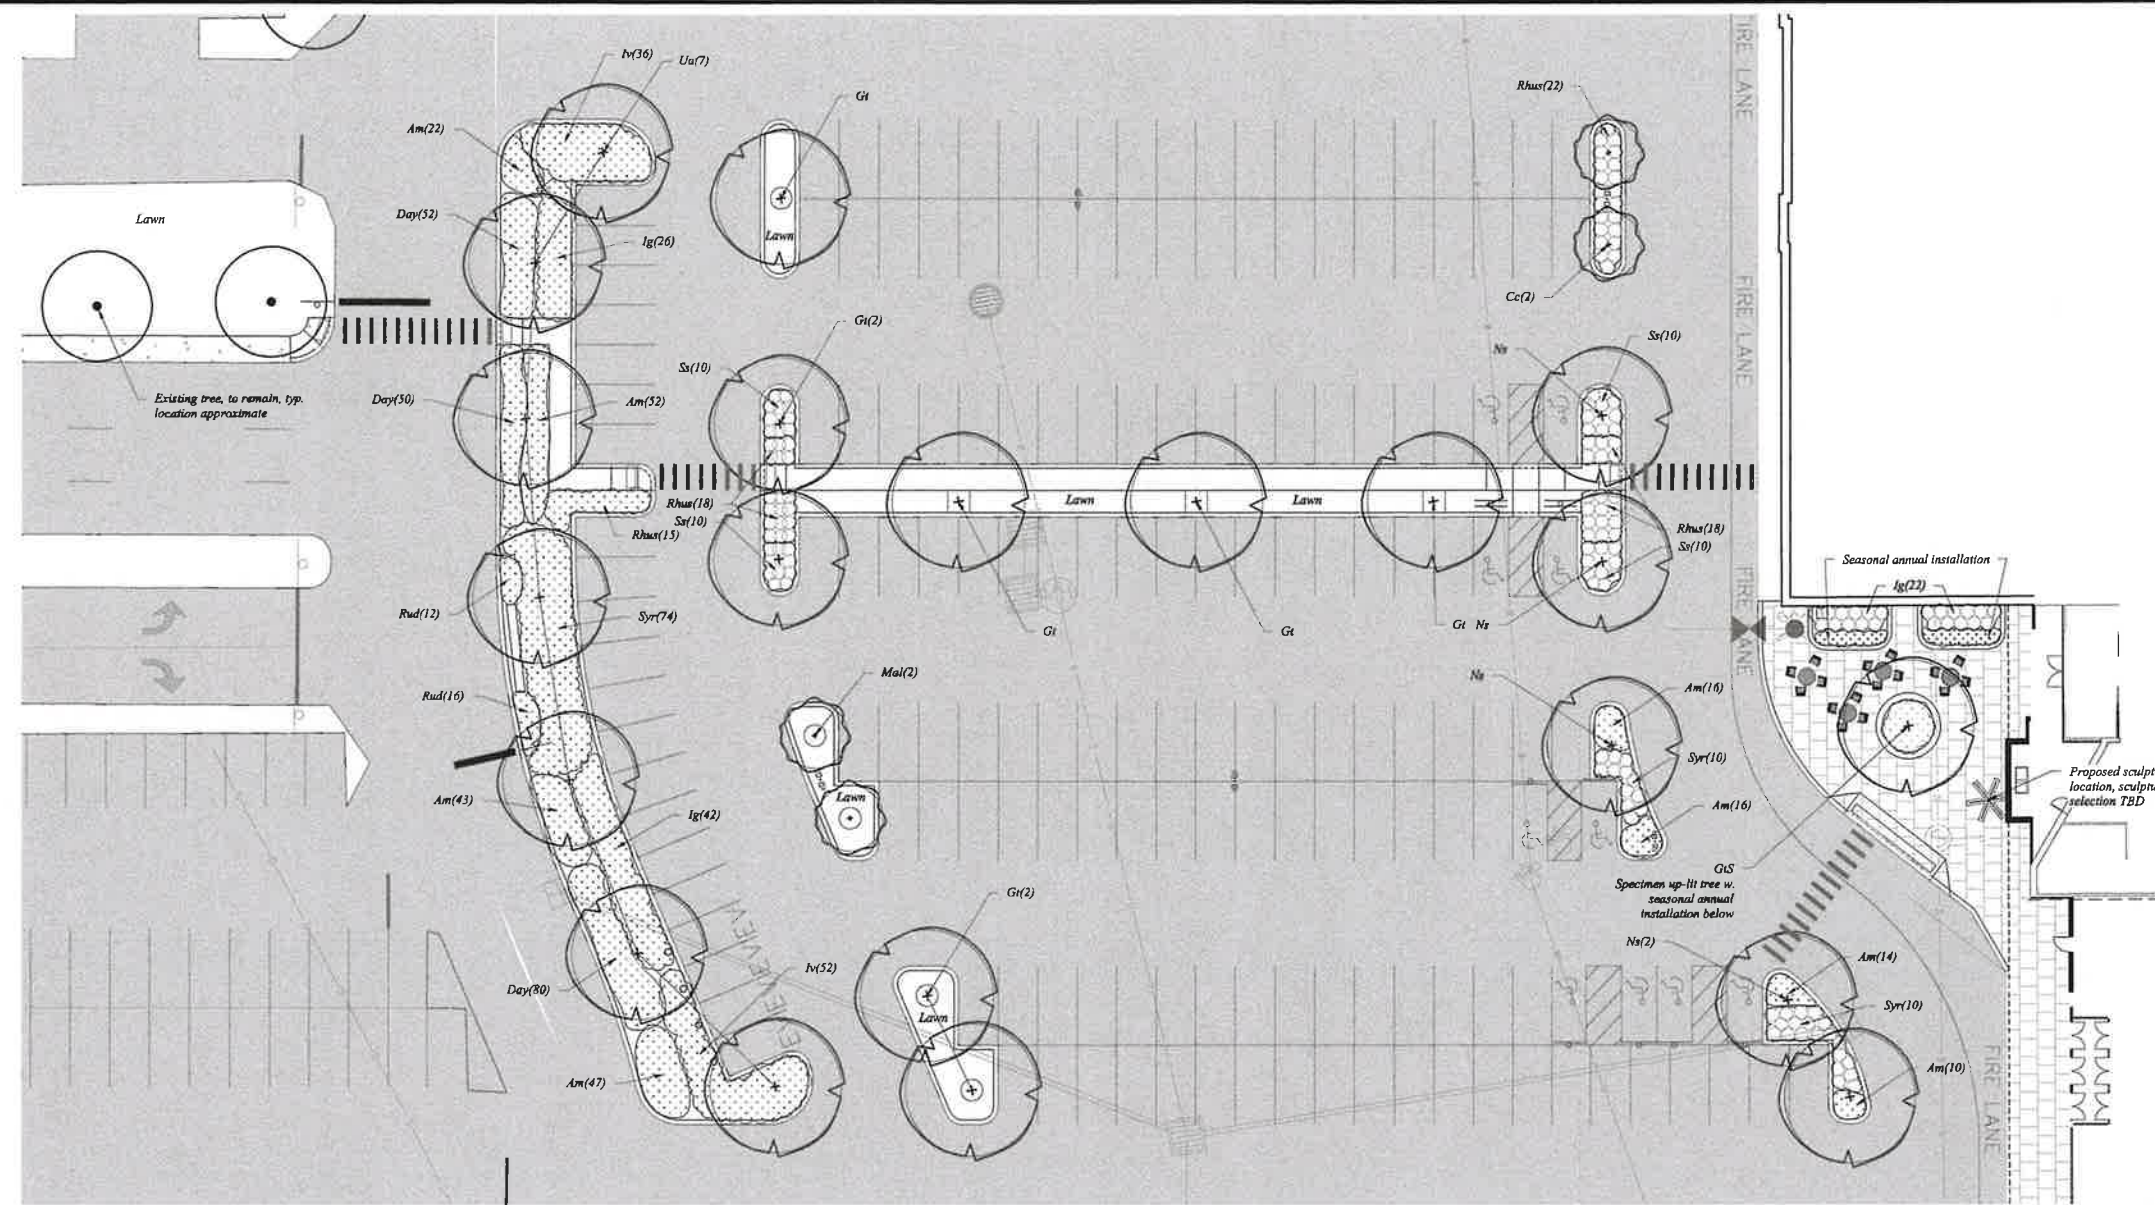 Iv(36)
Uu(7)
Gt
Rhus(22)
FIRE LANE
Am(22)
Lawn
Day(52)
Lawn
Ig(26)
Cc(2)
FIRE LANE
Gt(2)
Ns
Ss(10)
Ss(10)
Existing tree, to remain, typ.
location approximate
Day(50)
Am(52)
Rhus(18)
Ss(10)
Rhus(15)
Lawn
Lawn
Rhus(18)
Ss(10)
Seasonal annual installation
Ig(22)
FIRE LANE
Rud(12)
Syr(74)
Gt
Gt
Gt
Ns
Mal(2)
Ns
Am(16)
Rud(16)
Syr(10)
Proposed sculpt
location, sculptu
selection TBD
Am(43)
Lawn
Am(16)
Ig(42)
GtS
Specimen up-lit tree w.
seasonal annual
installation below
Gt(2)
Ns(2)
Am(14)
Iv(52)
Day(80)
Lawn
Syr(10)
Am(47)
Am(10)
FIRE LANE